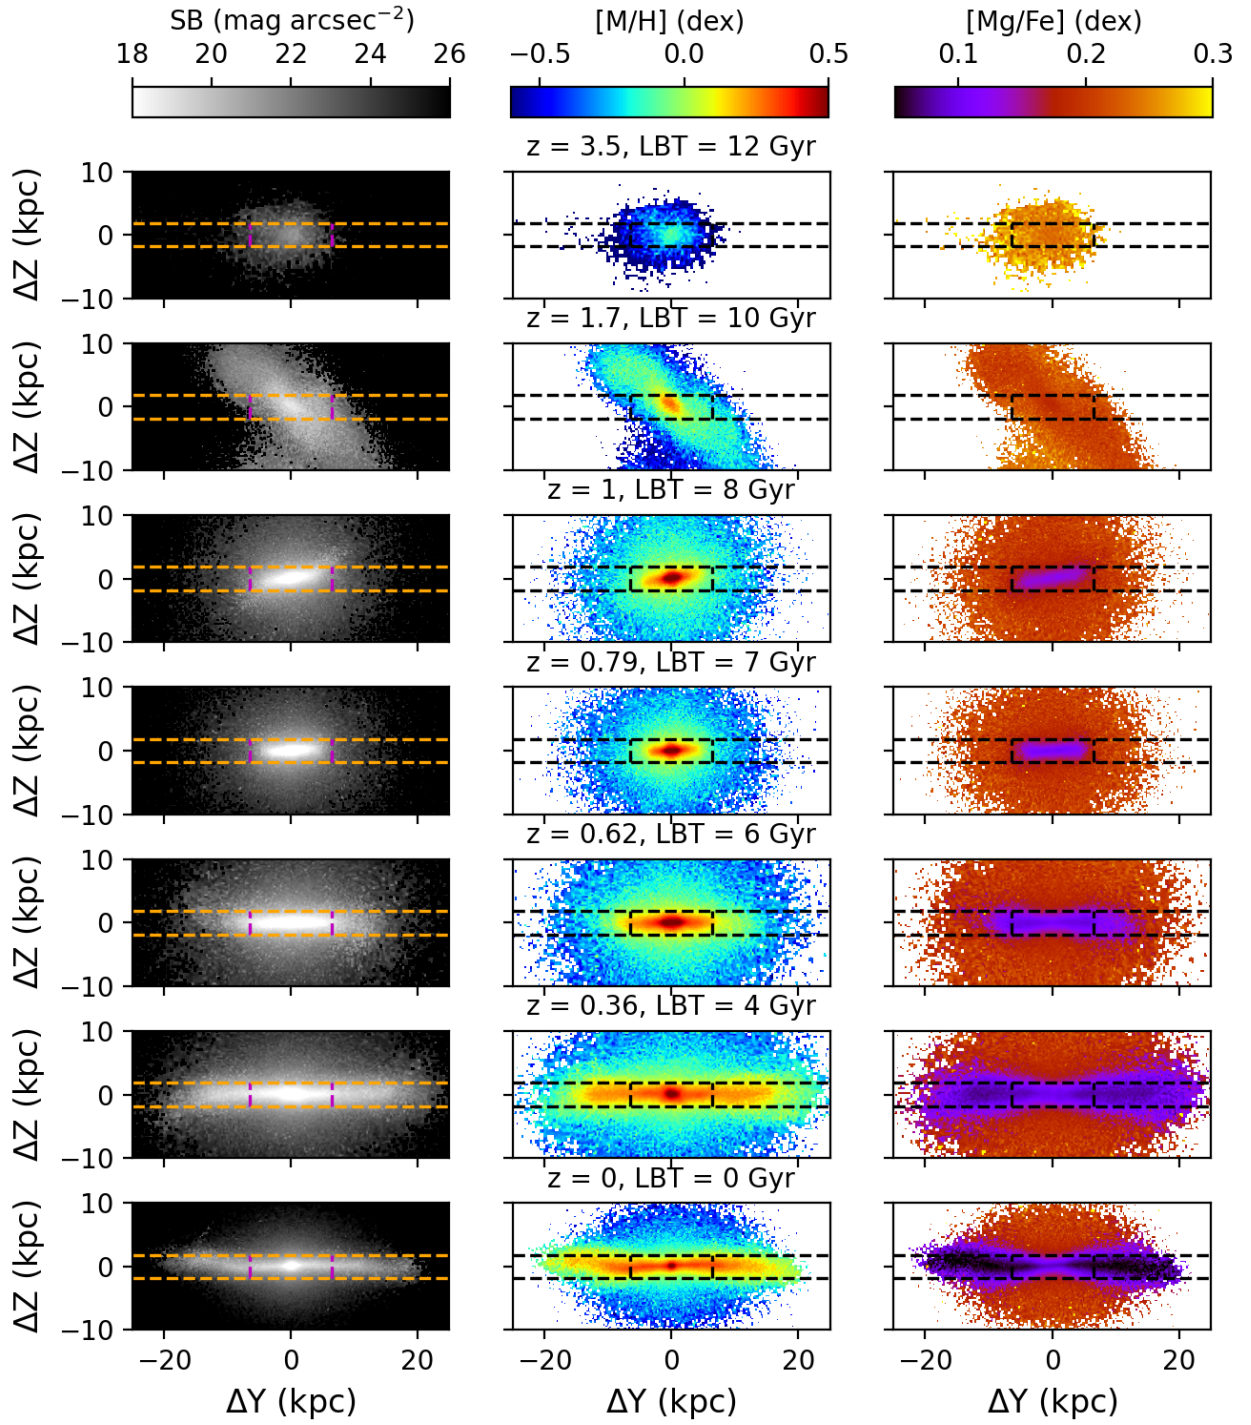 SB (mag arcsec⁻²) [M/H] (dex) [Mg/Fe] (dex)
18 20 22 24 26 −0.5 0.0 0.5 0.1 0.2 0.3
z = 3.5, LBT = 12 Gyr
10
0
−10
ΔZ (kpc)
z = 1.7, LBT = 10 Gyr
10
0
−10
ΔZ (kpc)
z = 1, LBT = 8 Gyr
10
0
−10
ΔZ (kpc)
z = 0.79, LBT = 7 Gyr
10
0
−10
ΔZ (kpc)
z = 0.62, LBT = 6 Gyr
10
0
−10
ΔZ (kpc)
z = 0.36, LBT = 4 Gyr
10
0
−10
ΔZ (kpc)
z = 0, LBT = 0 Gyr
10
0
−10
ΔZ (kpc)
−20 0 20 −20 0 20 −20 0 20
ΔY (kpc) ΔY (kpc) ΔY (kpc)